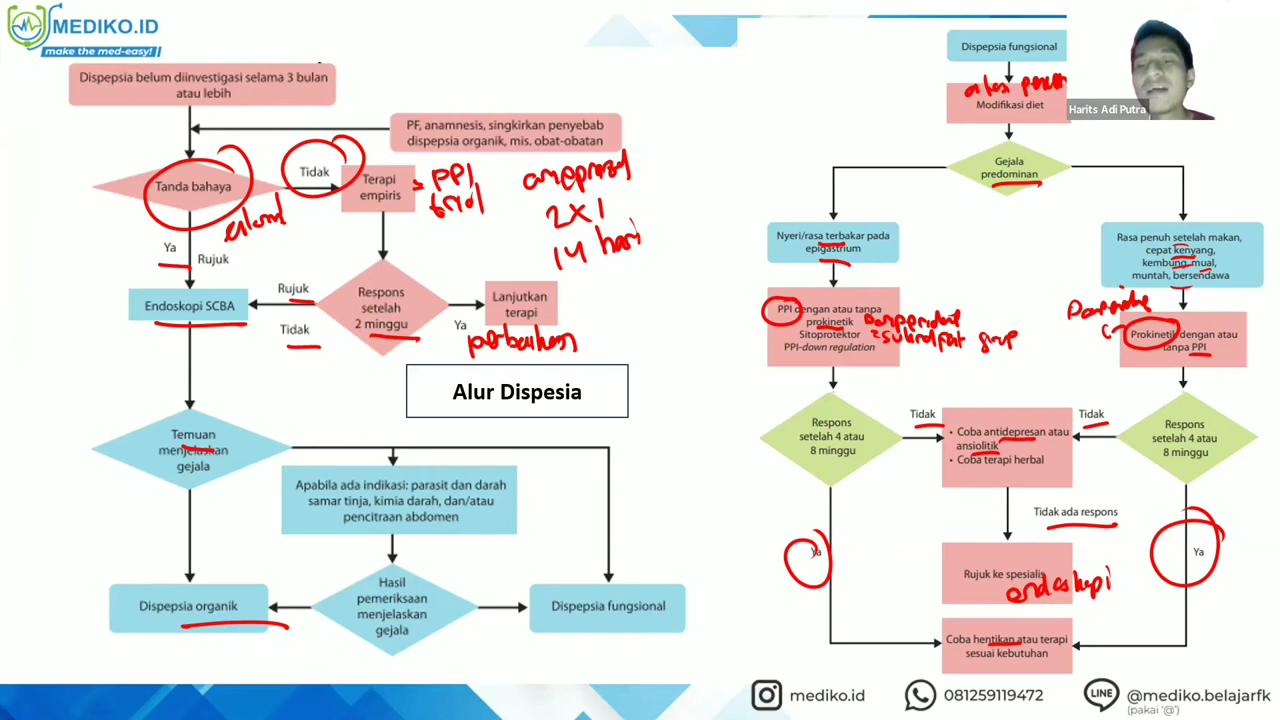 MEDIKO.ID
make the med-easy!
Dispepsia belum diinvestigasi selama 3 bulan
atau lebih
PF, anamnesis, singkirkan penyebab
dispepsia organik, mis. obat-obatan
Tanda bahaya
Tidak
Terapi
empiris
PPI
trial
omeprazol
2x1
14 hari
alarm
Ya
Rujuk
Endoskopi SCBA
Rujuk
Tidak
Respons
setelah
2 minggu
Ya
Lanjutkan
terapi
perbaikan
Alur Dispesia
Temuan
menjelaskan
gejala
Apabila ada indikasi: parasit dan darah
samar tinja, kimia darah, dan/atau
pencitraan abdomen
Dispepsia organik
Hasil
pemeriksaan
menjelaskan
gejala
Dispepsia fungsional
Dispepsia fungsional
Modifikasi diet
Harits Adi Putra
Gejala
predominan
Nyeri/rasa terbakar pada
epigastrium
Rasa penuh setelah makan,
cepat kenyang,
kembung, mual,
muntah, bersendawa
PPI dengan atau tanpa
prokinetik
Sitoprotektor
PPI-down regulation
Domperidone
Domperidone
Prokinetik dengan atau
tanpa PPI
Respons
setelah 4 atau
8 minggu
Tidak
• Coba antidepresan atau
ansiolitik
• Coba terapi herbal
Tidak
Respons
setelah 4 atau
8 minggu
Tidak ada respons
Ya
Ya
Rujuk ke spesialis
endoskopi
Coba hentikan atau terapi
sesuai kebutuhan
mediko.id
081259119472
LINE
@mediko.belajarfk
(pakai '@')